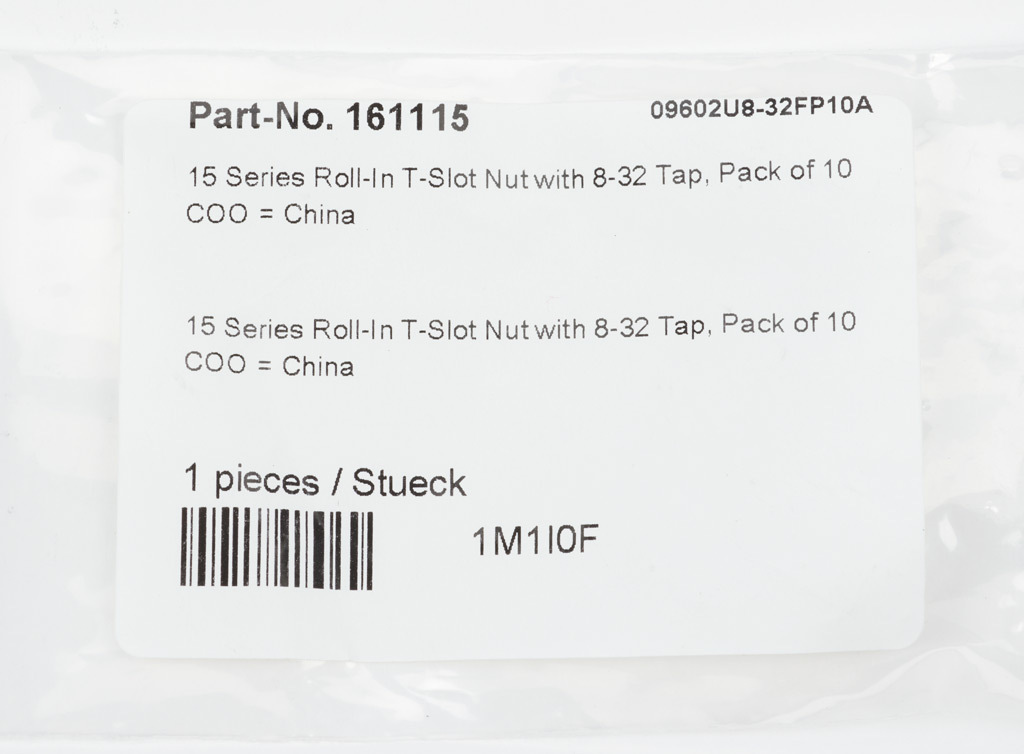 Part-No. 161115 09602U8-32FP10A
15 Series Roll-In T-Slot Nut with 8-32 Tap, Pack of 10
COO = China
15 Series Roll-In T-Slot Nut with 8-32 Tap, Pack of 10
COO = China
1 pieces / Stueck
1M1I0F